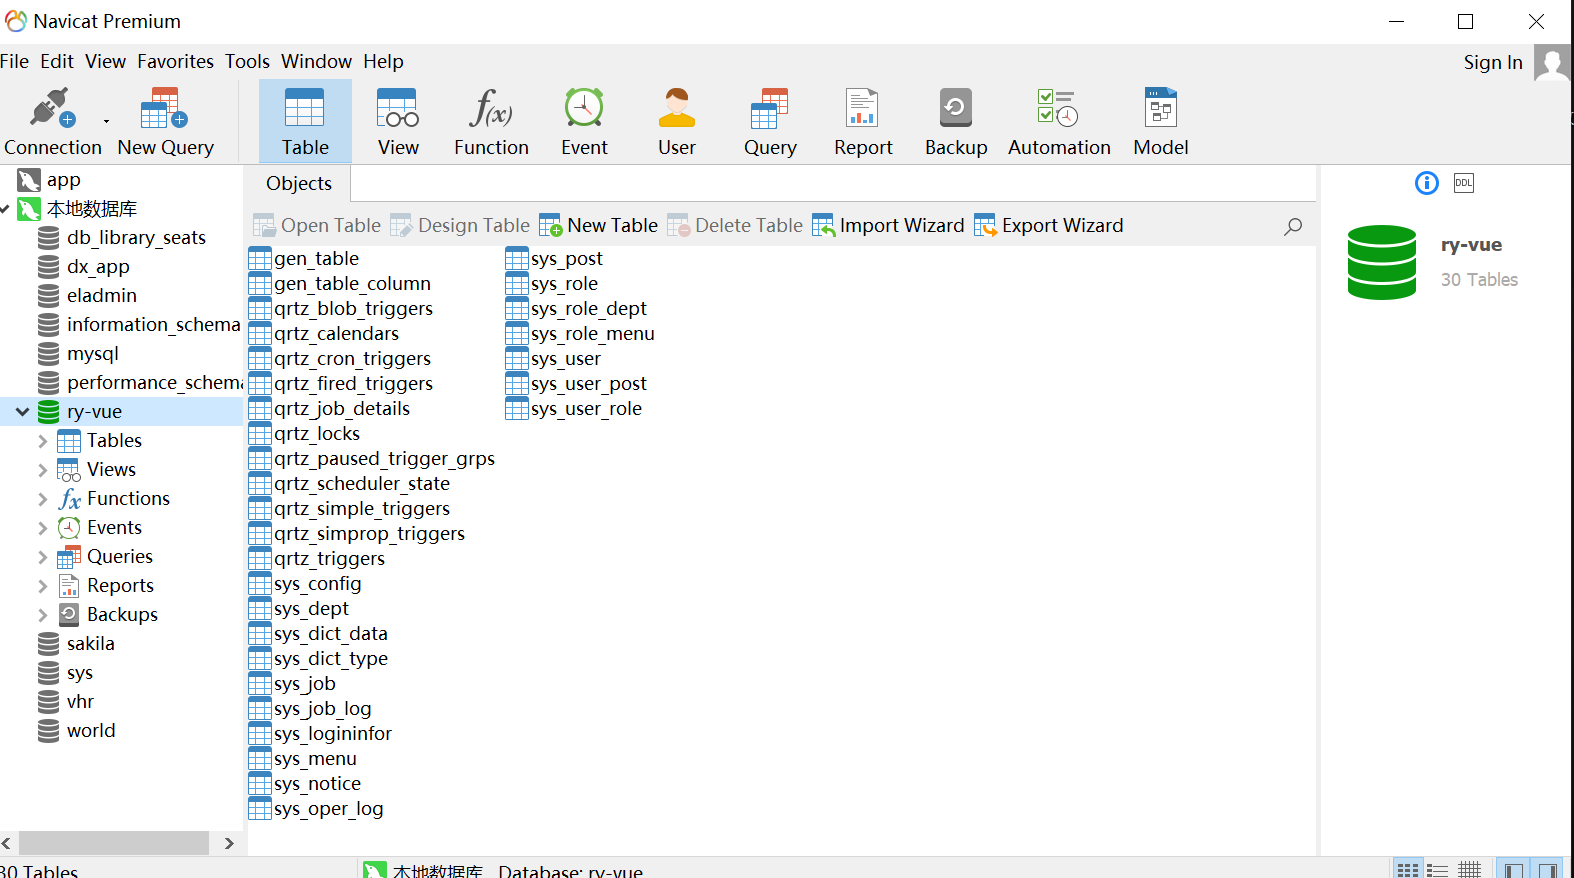 Navicat Premium
File Edit View Favorites Tools Window Help
Sign In
Connection New Query Table View Function Event User Query Report Backup Automation Model
app
本地数据库
db_library_seats
dx_app
eladmin
information_schema
mysql
performance_schema
ry-vue
Tables
Views
Functions
Events
Queries
Reports
Backups
sakila
sys
vhr
world
Objects
Open Table Design Table New Table Delete Table Import Wizard Export Wizard
gen_table
gen_table_column
qrtz_blob_triggers
qrtz_calendars
qrtz_cron_triggers
qrtz_fired_triggers
qrtz_job_details
qrtz_locks
qrtz_paused_trigger_grps
qrtz_scheduler_state
qrtz_simple_triggers
qrtz_simprop_triggers
qrtz_triggers
sys_config
sys_dept
sys_dict_data
sys_dict_type
sys_job
sys_job_log
sys_logininfor
sys_menu
sys_notice
sys_oper_log
sys_post
sys_role
sys_role_dept
sys_role_menu
sys_user
sys_user_post
sys_user_role
DDL
ry-vue
30 Tables
30 Tables
本地数据库 Database: ry-vue